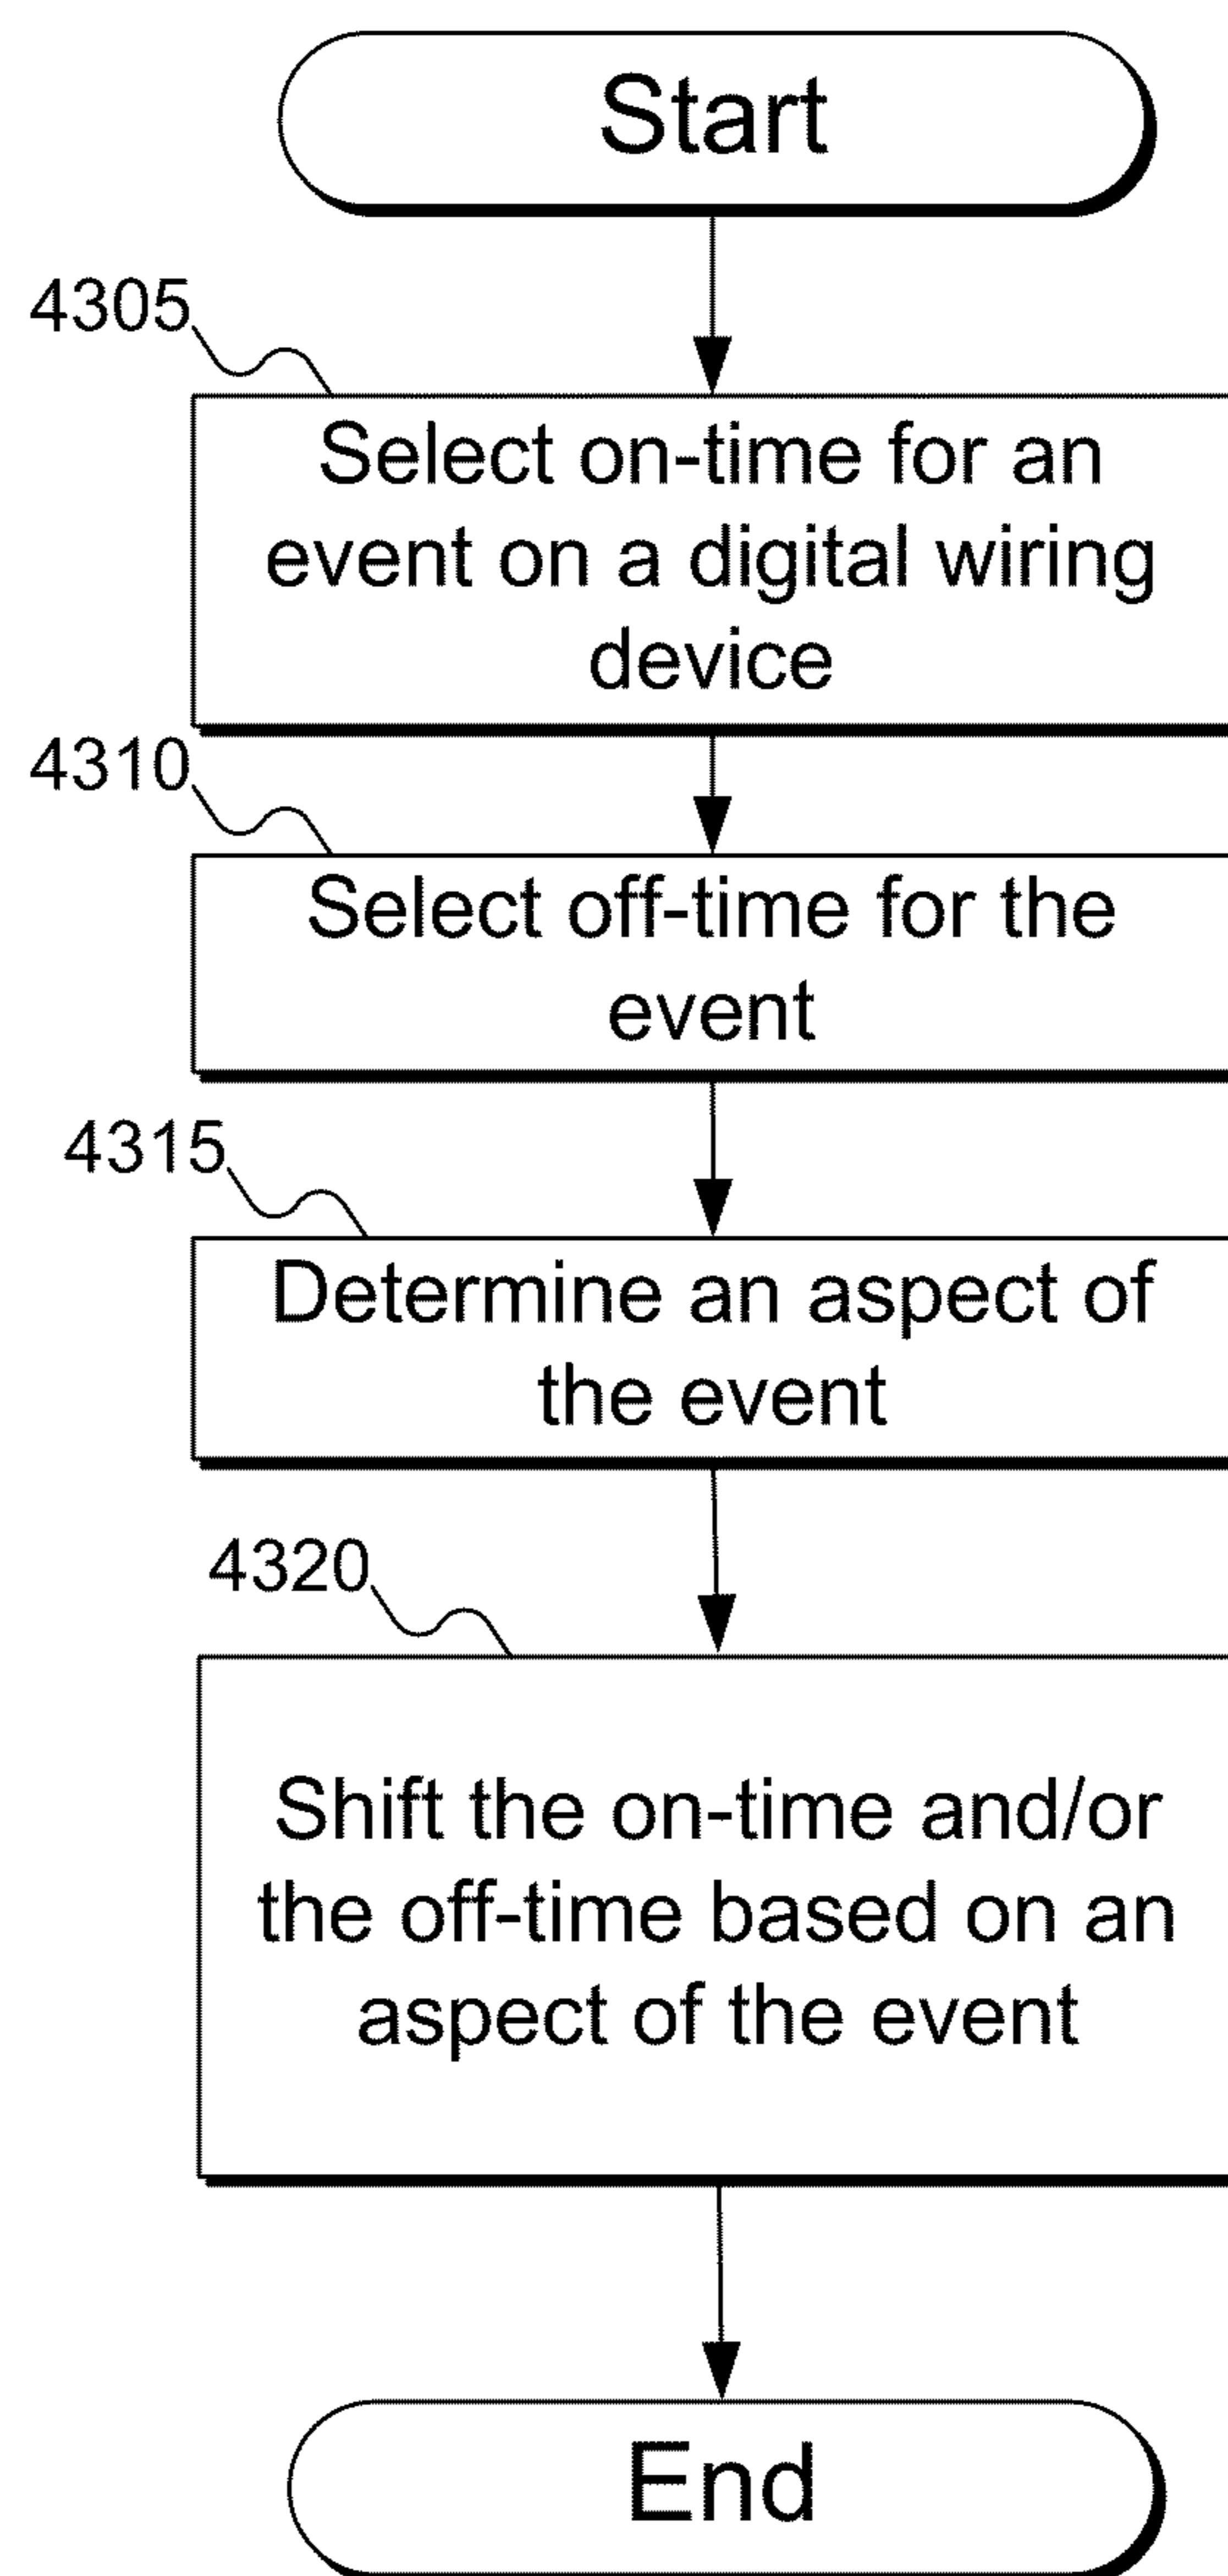 Start
4305
Select on-time for an
event on a digital wiring
device
4310
Select off-time for the
event
4315
Determine an aspect of
the event
4320
Shift the on-time and/or
the off-time based on an
aspect of the event
End